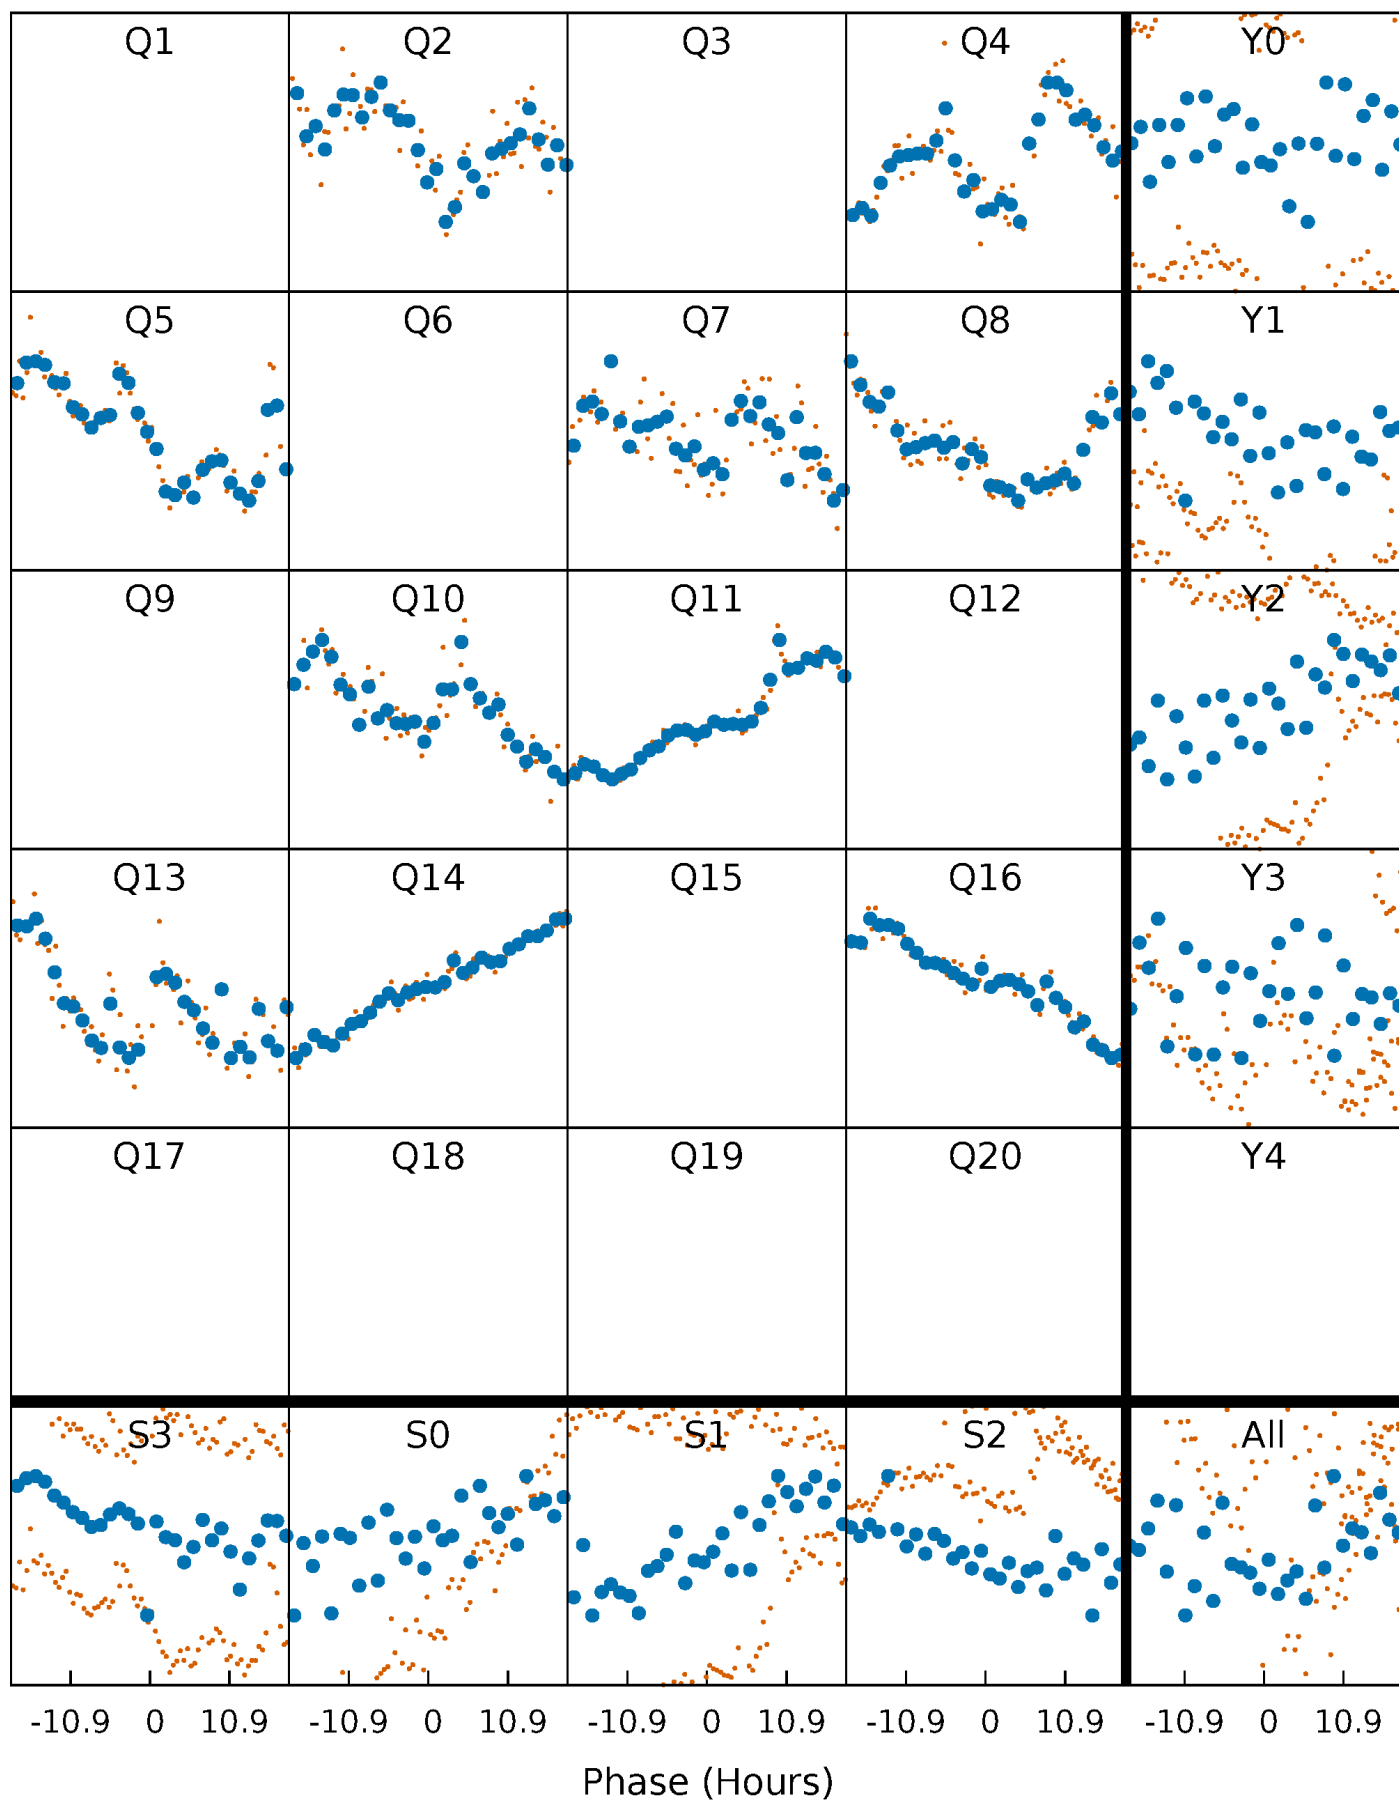 Q1 Q2 Q3 Q4 Y0
Q5 Q6 Q7 Q8 Y1
Q9 Q10 Q11 Q12 Y2
Q13 Q14 Q15 Q16 Y3
Q17 Q18 Q19 Q20 Y4
S3 S0 S1 S2 All
-10.9 0 10.9 -10.9 0 10.9 -10.9 0 10.9 -10.9 0 10.9 -10.9 0 10.9
Phase (Hours)